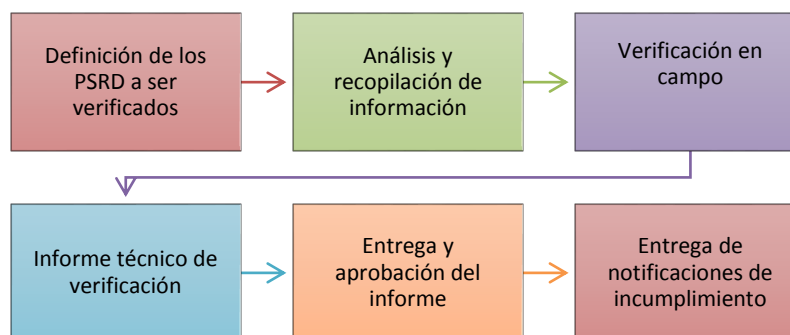 Definición de los
PSRD a ser
verificados
Análisis y
recopilación de
información
Verificación en
campo
Informe técnico de
verificación
Entrega y
aprobación del
informe
Entrega de
notificaciones de
incumplimiento